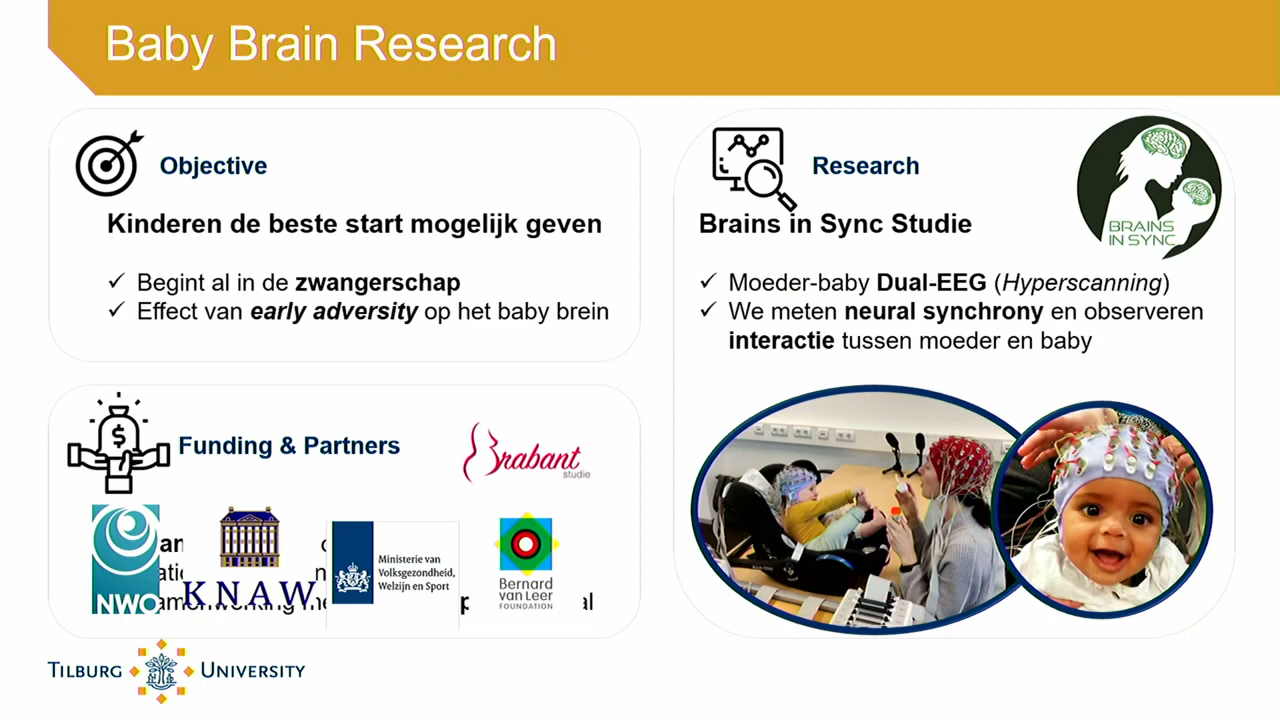 Baby Brain Research
Objective
Kinderen de beste start mogelijk geven
✓ Begint al in de zwangerschap
✓ Effect van early adversity op het baby brein
Funding & Partners
Brabant
studie
NWO
KNAW
Ministerie van
Volksgezondheid,
Welzijn en Sport
Bernard
van Leer
FOUNDATION
Research
Brains in Sync Studie
BRAINS
IN SYNC
✓ Moeder-baby Dual-EEG (Hyperscanning)
✓ We meten neural synchrony en observeren
interactie tussen moeder en baby
TILBURG UNIVERSITY